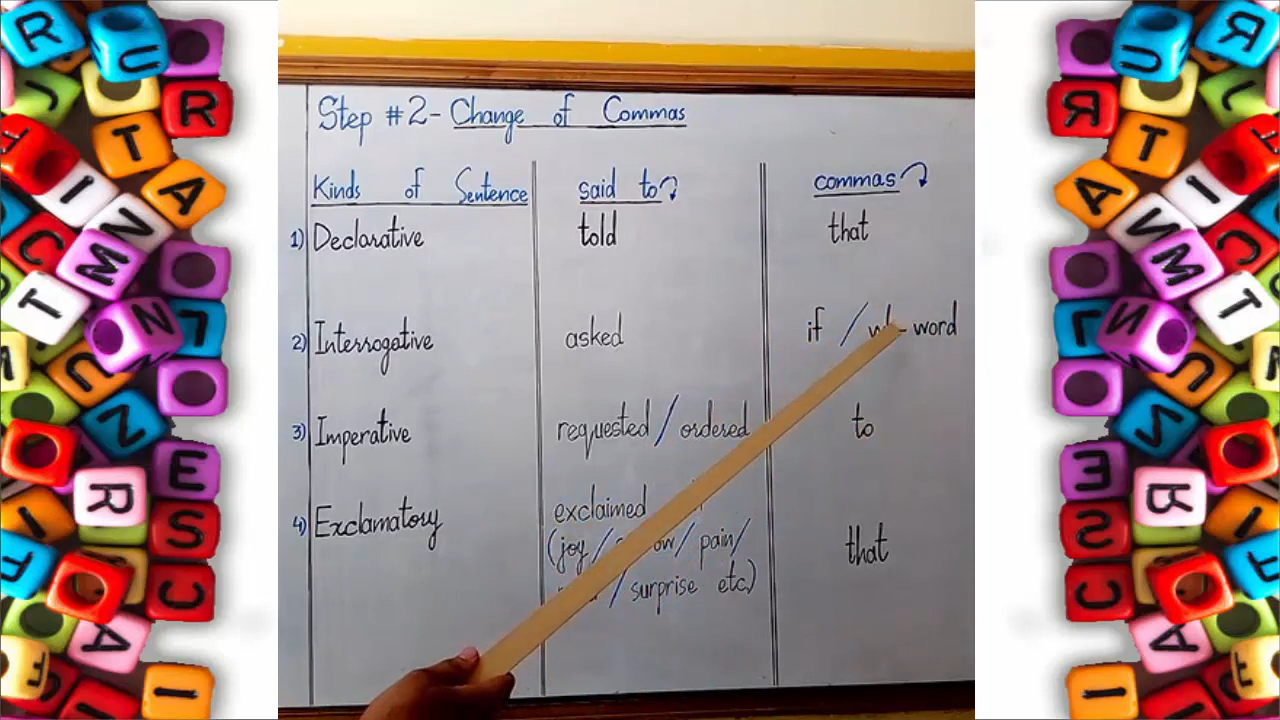 Step #2- Change of Commas
Kinds of Sentence said to commas
1) Declarative told that
2) Interrogative asked if / word
3) Imperative requested / ordered to
4) Exclamatory exclaimed
(joy / / pain/ that
/ surprise etc)